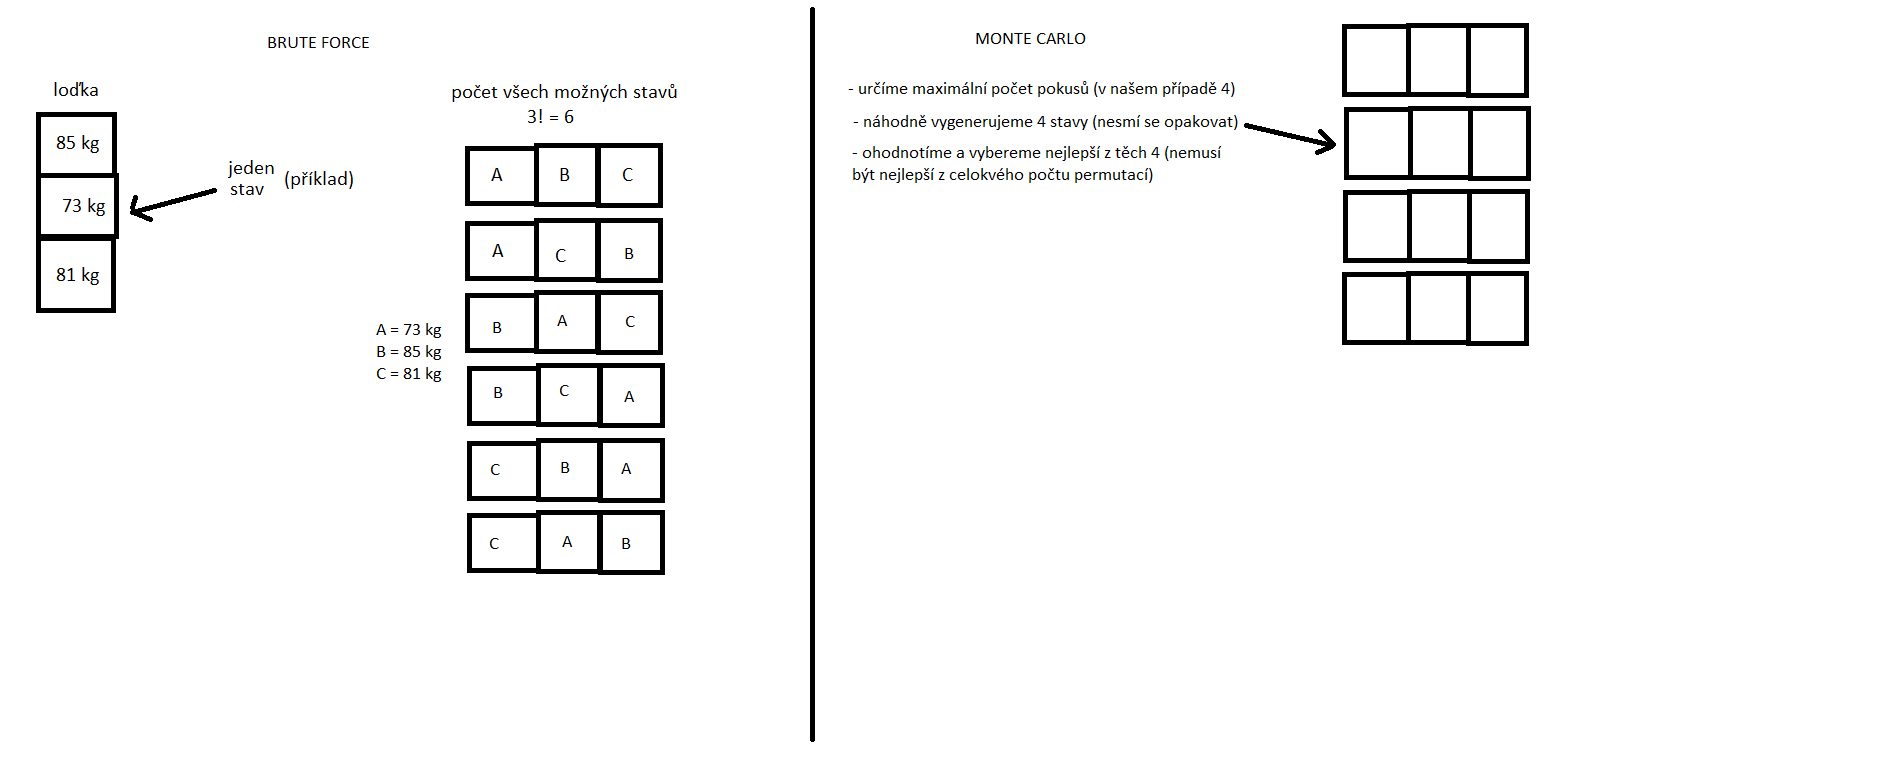 BRUTE FORCE
loďka
85 kg
73 kg
81 kg
jeden
stav
(příklad)
počet všech možných stavů
3! = 6
A B C
A C B
B A C
B C A
C B A
C A B
A = 73 kg
B = 85 kg
C = 81 kg
MONTE CARLO
- určíme maximální počet pokusů (v našem případě 4)
- náhodně vygenerujeme 4 stavy (nesmí se opakovat)
- ohodnotíme a vybereme nejlepší z těch 4 (nemusí
být nejlepší z celokvého počtu permutací)